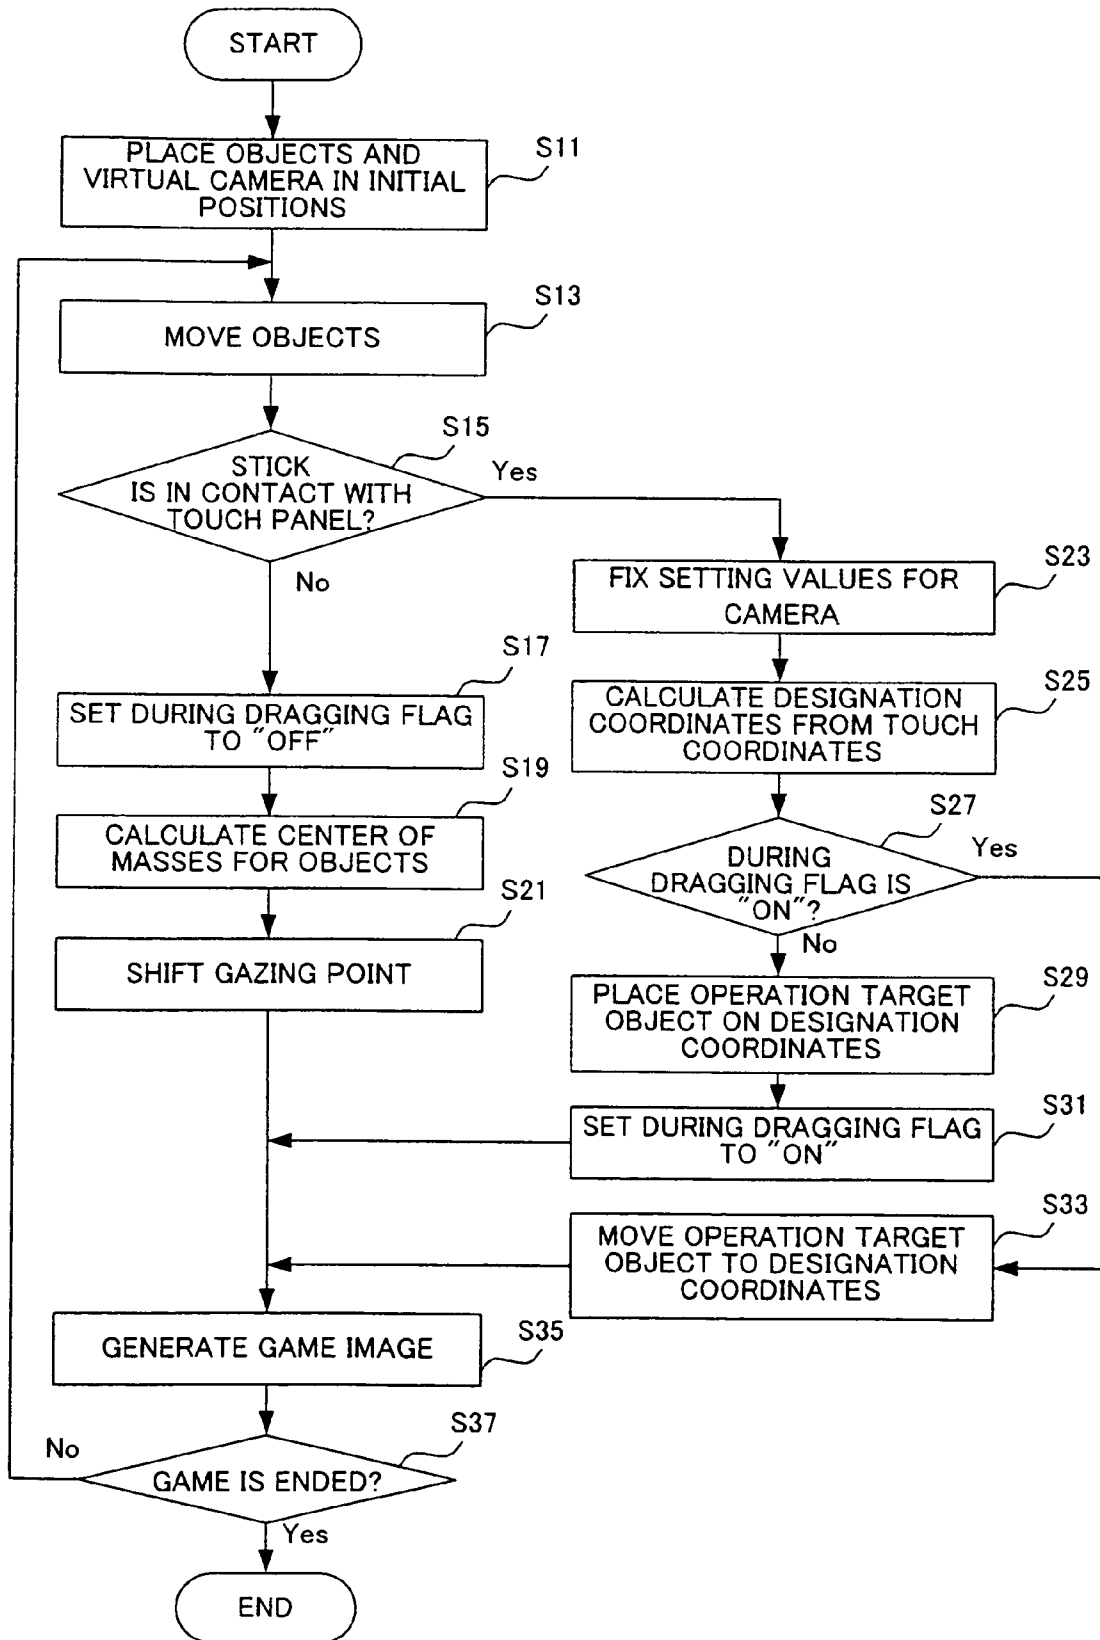 START
PLACE OBJECTS AND
VIRTUAL CAMERA IN INITIAL
POSITIONS
S11
MOVE OBJECTS
S13
STICK
IS IN CONTACT WITH
TOUCH PANEL?
S15
Yes
No
FIX SETTING VALUES FOR
CAMERA
S23
SET DURING DRAGGING FLAG
TO "OFF"
S17
CALCULATE DESIGNATION
COORDINATES FROM TOUCH
COORDINATES
S25
CALCULATE CENTER OF
MASSES FOR OBJECTS
S19
DURING
DRAGGING FLAG IS
"ON"?
S27
Yes
No
SHIFT GAZING POINT
S21
PLACE OPERATION TARGET
OBJECT ON DESIGNATION
COORDINATES
S29
SET DURING DRAGGING FLAG
TO "ON"
S31
MOVE OPERATION TARGET
OBJECT TO DESIGNATION
COORDINATES
S33
GENERATE GAME IMAGE
S35
GAME IS ENDED?
S37
No
Yes
END